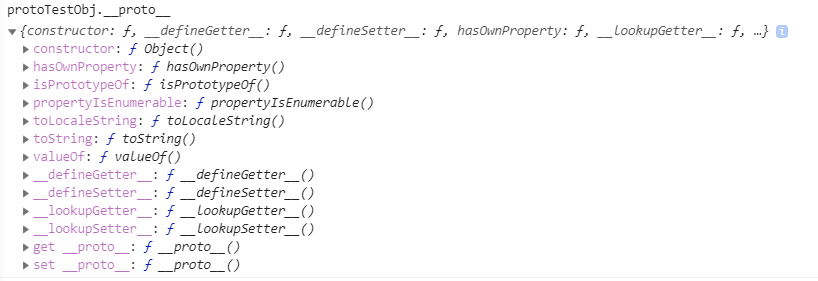 protoTestObj.__proto__
▼{constructor: ƒ, __defineGetter__: ƒ, __defineSetter__: ƒ, hasOwnProperty: ƒ, __lookupGetter__: ƒ, …} i
▶constructor: ƒ Object()
▶hasOwnProperty: ƒ hasOwnProperty()
▶isPrototypeOf: ƒ isPrototypeOf()
▶propertyIsEnumerable: ƒ propertyIsEnumerable()
▶toLocaleString: ƒ toLocaleString()
▶toString: ƒ toString()
▶valueOf: ƒ valueOf()
▶__defineGetter__: ƒ __defineGetter__()
▶__defineSetter__: ƒ __defineSetter__()
▶__lookupGetter__: ƒ __lookupGetter__()
▶__lookupSetter__: ƒ __lookupSetter__()
▶get __proto__: ƒ __proto__()
▶set __proto__: ƒ __proto__()